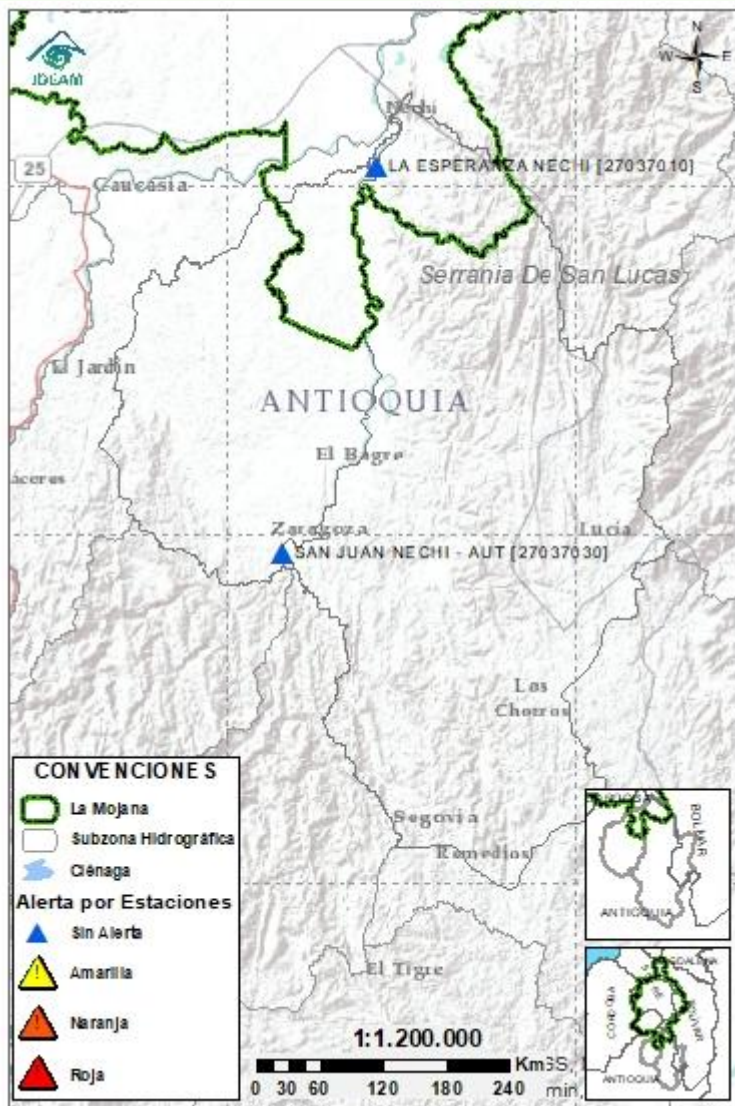 IDEAM
N
W E
S
Nechí
LA ESPERANZA NECHI [27037010]
25
Caucasia
Serrania De San Lucas
El Jardin
ANTIOQUIA
El Bagre
áceres
Zaragoza
Lucia
SAN JUAN NECHI - AUT [27037030]
Los
Chorros
CONVENCIONES
La Mojana
Subzona Hidrográfica
Ciénaga
Alerta por Estaciones
Sin Alerta
Amarilla
Naranja
Roja
Segovia
Remedios
El Tigre
1:1.200.000
Km
0 30 60 120 180 240
min
BOLIVAR
ANTIOQUIA
CORDOBA
BOLIVAR
ANTIOQUIA